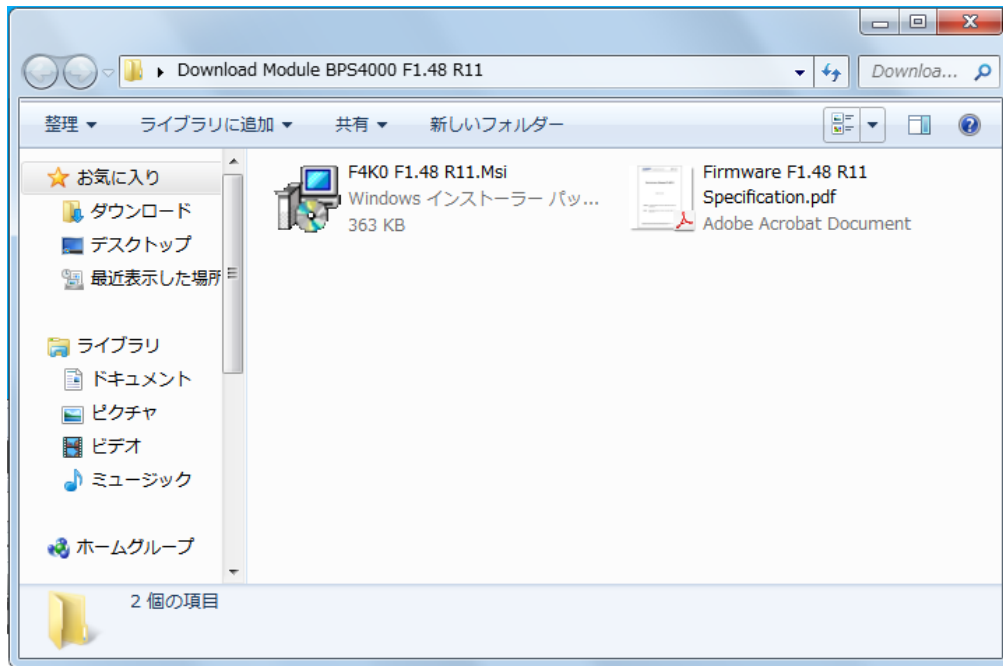 Download Module BPS4000 F1.48 R11
Downloa...
整理
ライブラリに追加
共有
新しいフォルダー
お気に入り
ダウンロード
デスクトップ
最近表示した場所
ライブラリ
ドキュメント
ピクチャ
ビデオ
ミュージック
ホームグループ
F4K0 F1.48 R11.Msi
Windows インストーラー パッ...
363 KB
Firmware F1.48 R11
Specification.pdf
Adobe Acrobat Document
2 個の項目